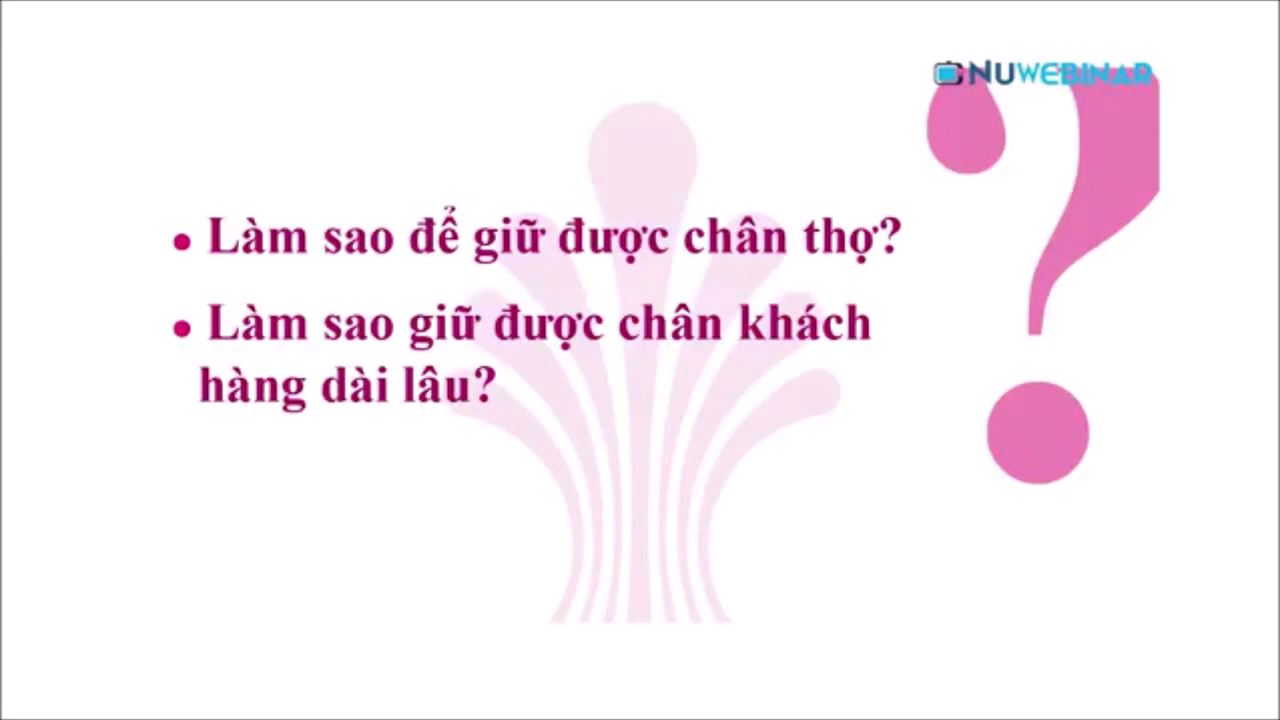 NUWEBINAR
• Làm sao để giữ được chân thợ?
• Làm sao giữ được chân khách
hàng dài lâu?